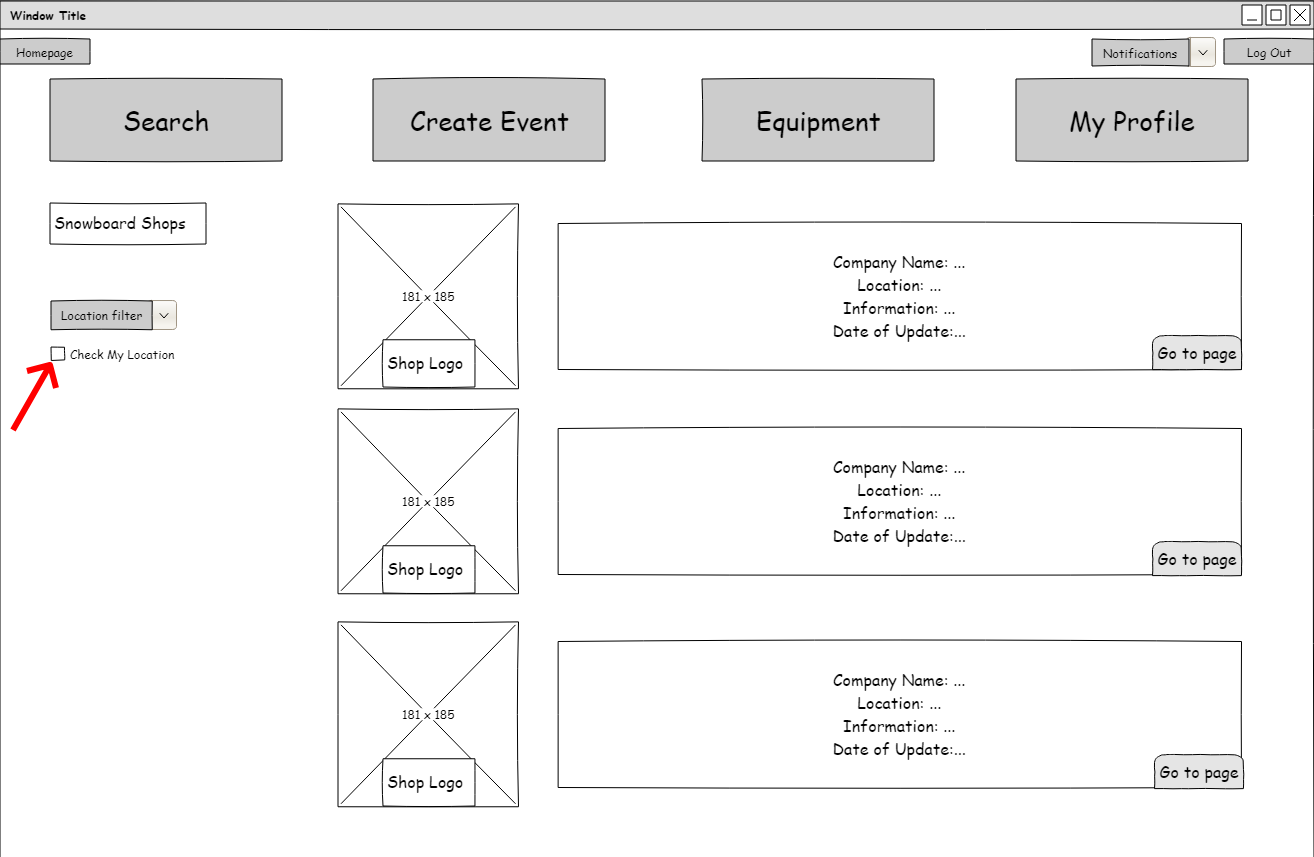 Window Title
Homepage
Notifications
Log Out
Search
Create Event
Equipment
My Profile
Snowboard Shops
Location filter
Check My Location
181 x 185
Shop Logo
Company Name: ...
Location: ...
Information: ...
Date of Update:...
Go to page
181 x 185
Shop Logo
Company Name: ...
Location: ...
Information: ...
Date of Update:...
Go to page
181 x 185
Shop Logo
Company Name: ...
Location: ...
Information: ...
Date of Update:...
Go to page